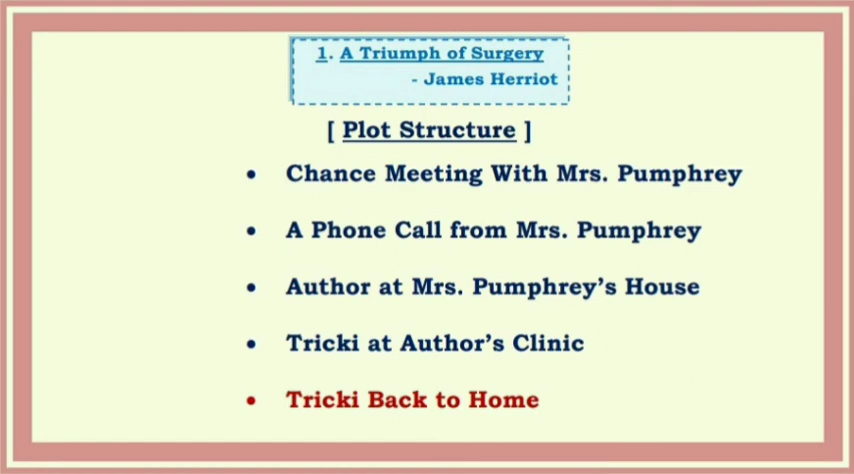 1. A Triumph of Surgery
- James Herriot
[ Plot Structure ]
• Chance Meeting With Mrs. Pumphrey
• A Phone Call from Mrs. Pumphrey
• Author at Mrs. Pumphrey’s House
• Tricki at Author’s Clinic
• Tricki Back to Home